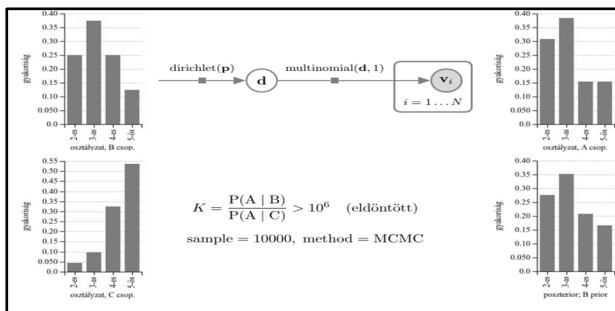 0.40
0.35
0.30
0.25
0.20
0.15
0.10
0.050
0.0
gyakoriság
2-es
3-as
4-es
5-ös
osztályzat, B csop.
dirichlet(p)
d
multinomial(d, 1)
v_i
i = 1 … N
0.40
0.35
0.30
0.25
0.20
0.15
0.10
0.050
0.0
gyakoriság
2-es
3-as
4-es
5-ös
osztályzat, A csop.
0.55
0.50
0.45
0.40
0.35
0.30
0.25
0.20
0.15
0.10
0.050
0.0
gyakoriság
2-es
3-as
4-es
5-ös
osztályzat, C csop.
K = P(A | B) / P(A | C) > 10^6 (eldöntött)
sample = 10000, method = MCMC
0.40
0.35
0.30
0.25
0.20
0.15
0.10
0.050
0.0
gyakoriság
2-es
3-as
4-es
5-ös
poszterior; B prior